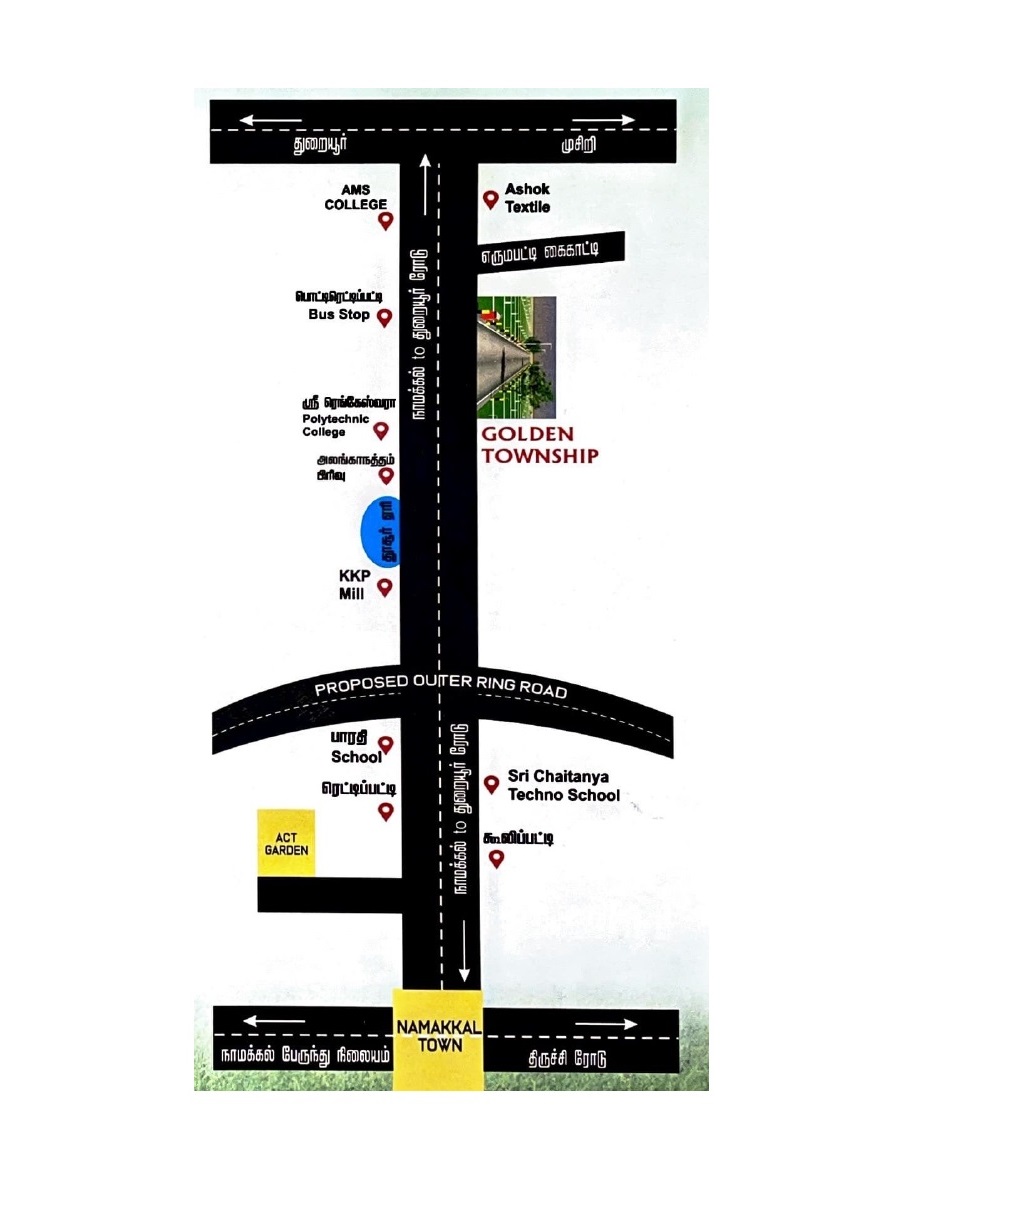 துறையூர்
முசிறி
AMS
COLLEGE
Ashok
Textile
எருமபட்டி கைகாட்டி
நாமக்கல் to துறையூர் ரோடு
பொட்டிரெட்டிப்பட்டி
Bus Stop
ஸ்ரீ ரெங்கேஸ்வரா
Polytechnic
College
GOLDEN
TOWNSHIP
அலங்காநத்தம்
பிரிவு
தூசூர் ஏரி
KKP
Mill
PROPOSED OUTER RING ROAD
பாரதி
School
நாமக்கல் to துறையூர் ரோடு
Sri Chaitanya
Techno School
ரெட்டிப்பட்டி
கூலிப்பட்டி
ACT
GARDEN
NAMAKKAL
TOWN
நாமக்கல் பேருந்து நிலையம்
திருச்சி ரோடு